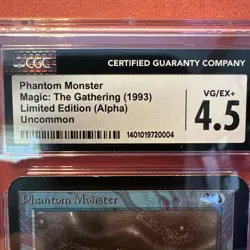 CGC
CERTIFIED GUARANTY COMPANY
Phantom Monster
Magic: The Gathering (1993)
Limited Edition (Alpha)
Uncommon
1401019720004
VG/EX+
4.5
Phantom Monster